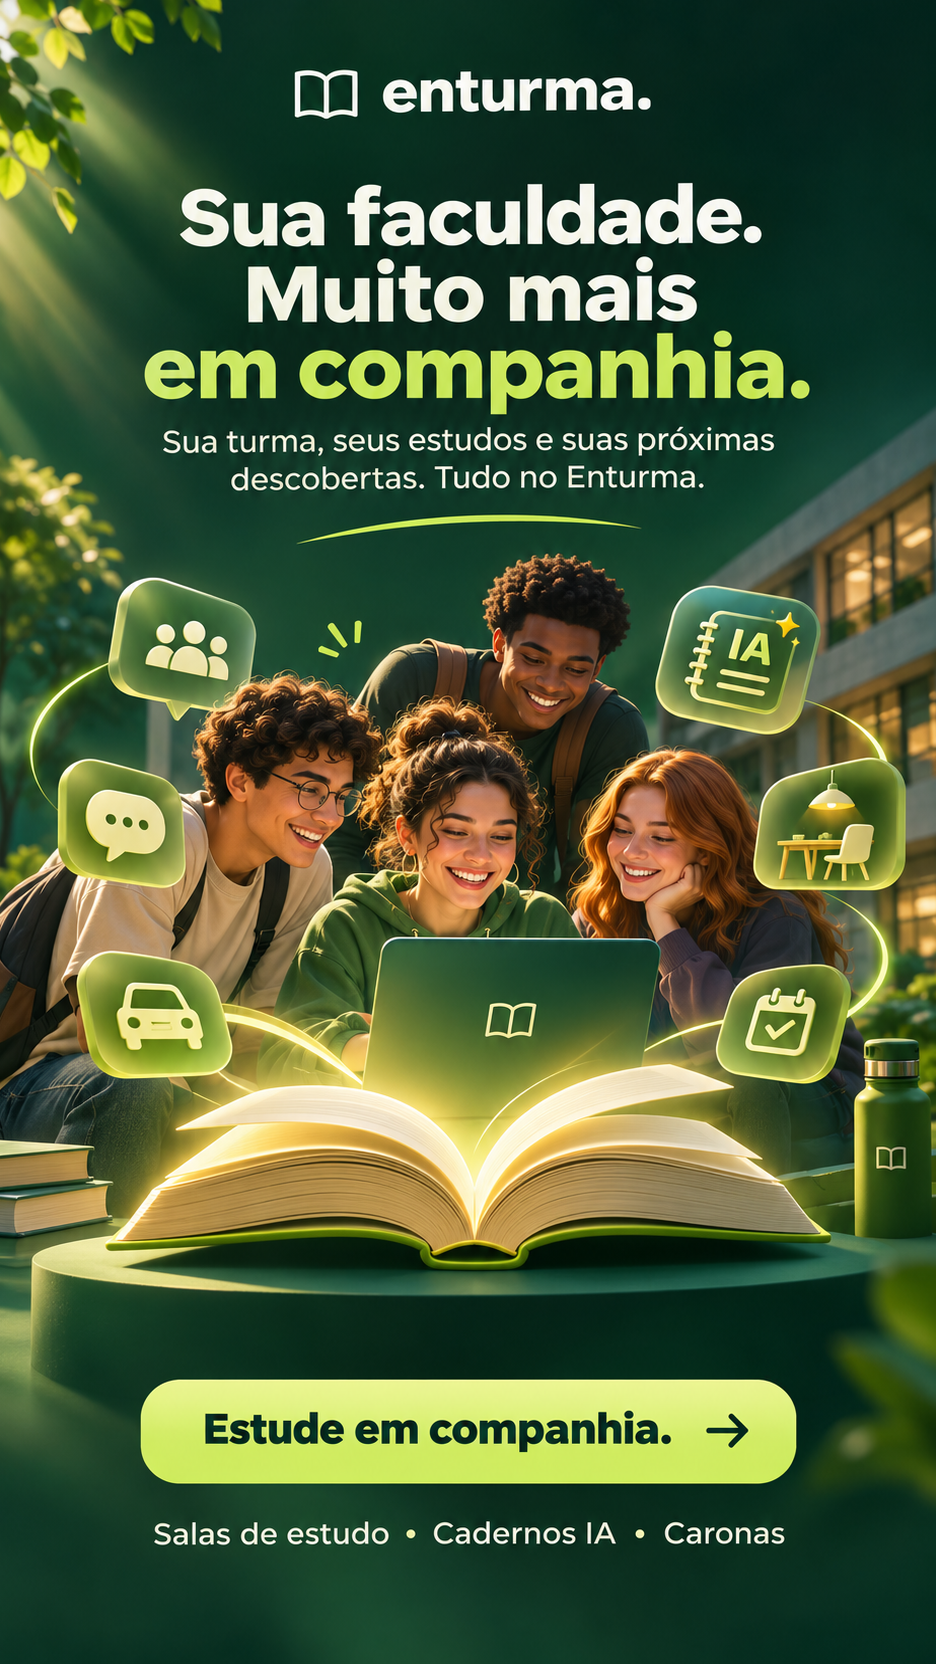 enturma.
Sua faculdade.
Muito mais
em companhia.
Sua turma, seus estudos e suas próximas
descobertas. Tudo no Enturma.
IA
Estude em companhia. →
Salas de estudo • Cadernos IA • Caronas